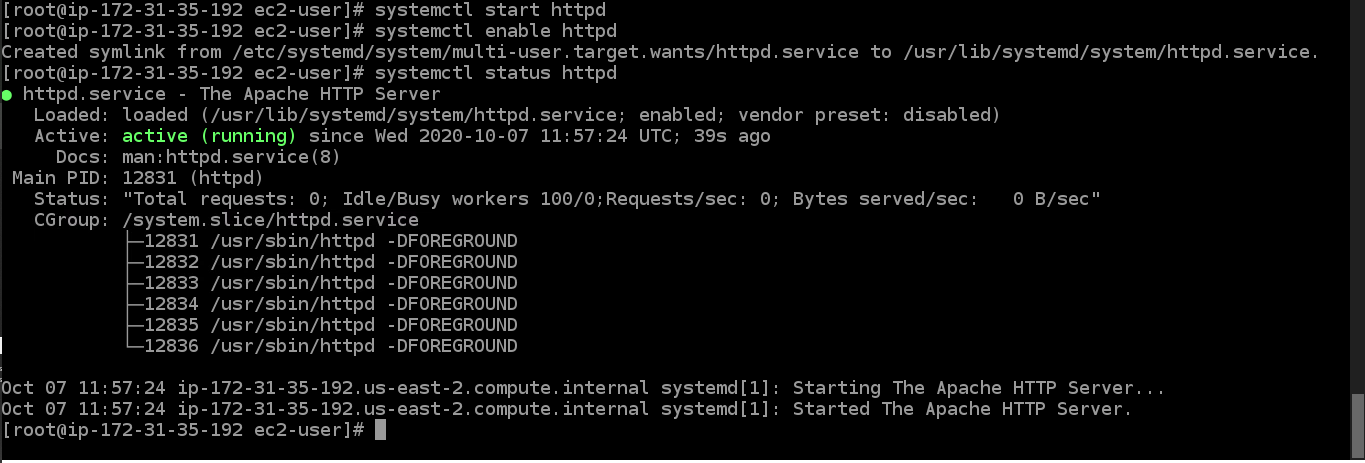 [root@ip-172-31-35-192 ec2-user]# systemctl start httpd
[root@ip-172-31-35-192 ec2-user]# systemctl enable httpd
Created symlink from /etc/systemd/system/multi-user.target.wants/httpd.service to /usr/lib/systemd/system/httpd.service.
[root@ip-172-31-35-192 ec2-user]# systemctl status httpd
● httpd.service - The Apache HTTP Server
   Loaded: loaded (/usr/lib/systemd/system/httpd.service; enabled; vendor preset: disabled)
   Active: active (running) since Wed 2020-10-07 11:57:24 UTC; 39s ago
     Docs: man:httpd.service(8)
 Main PID: 12831 (httpd)
   Status: "Total requests: 0; Idle/Busy workers 100/0;Requests/sec: 0; Bytes served/sec:   0 B/sec"
   CGroup: /system.slice/httpd.service
           ├─12831 /usr/sbin/httpd -DFOREGROUND
           ├─12832 /usr/sbin/httpd -DFOREGROUND
           ├─12833 /usr/sbin/httpd -DFOREGROUND
           ├─12834 /usr/sbin/httpd -DFOREGROUND
           ├─12835 /usr/sbin/httpd -DFOREGROUND
           └─12836 /usr/sbin/httpd -DFOREGROUND

Oct 07 11:57:24 ip-172-31-35-192.us-east-2.compute.internal systemd[1]: Starting The Apache HTTP Server...
Oct 07 11:57:24 ip-172-31-35-192.us-east-2.compute.internal systemd[1]: Started The Apache HTTP Server.
[root@ip-172-31-35-192 ec2-user]#